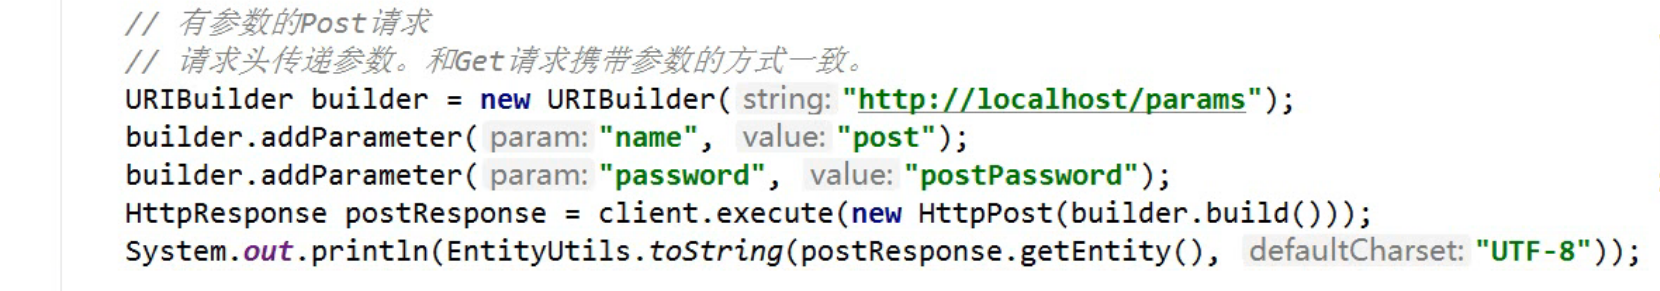 // 有参数的Post请求
// 请求头传递参数。和Get请求携带参数的方式一致。
URIBuilder builder = new URIBuilder( string: "http://localhost/params");
builder.addParameter( param: "name", value: "post");
builder.addParameter( param: "password", value: "postPassword");
HttpResponse postResponse = client.execute(new HttpPost(builder.build()));
System.out.println(EntityUtils.toString(postResponse.getEntity(), defaultCharset: "UTF-8"));